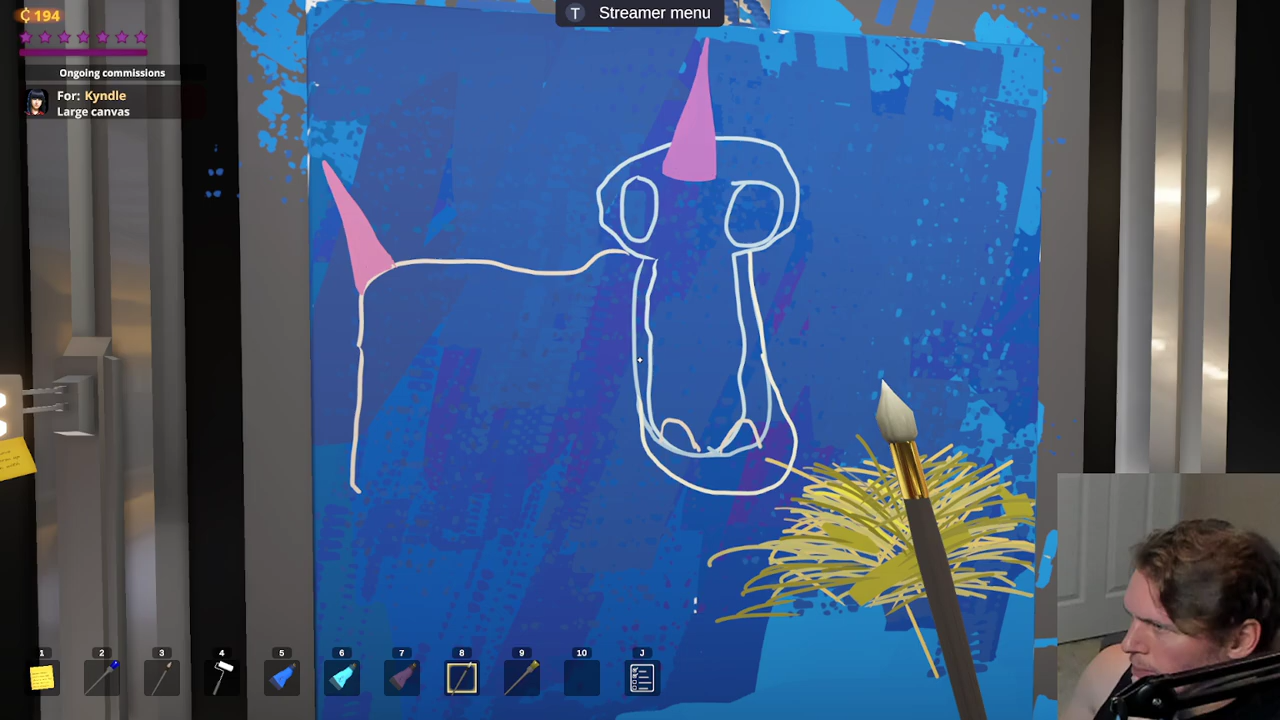 ₵ 194
T Streamer menu
Ongoing commissions
For: Kyndle
Large canvas
1 2 3 4 5 6 7 8 9 10 J